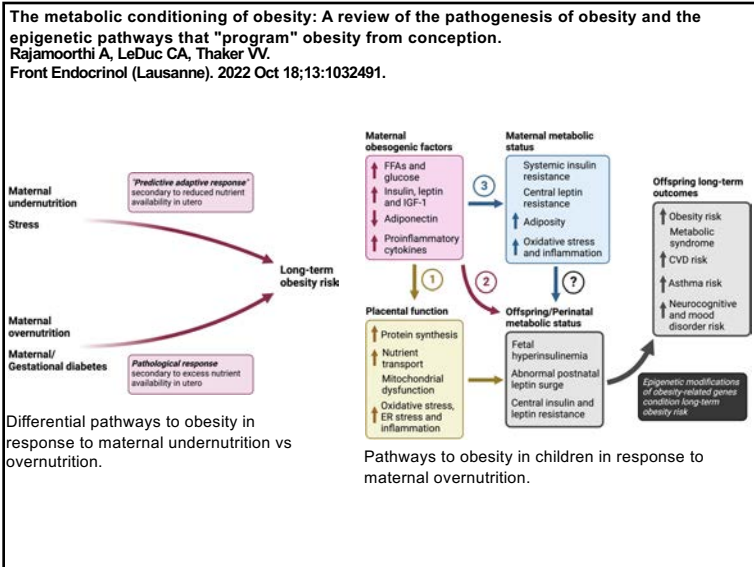 The metabolic conditioning of obesity: A review of the pathogenesis of obesity and the
epigenetic pathways that "program" obesity from conception.
Rajamoorthi A, LeDuc CA, Thaker VV.
Front Endocrinol (Lausanne). 2022 Oct 18;13:1032491.
Maternal
undernutrition
Stress
"Predictive adaptive response"
secondary to reduced nutrient
availability in utero
Long-term
obesity risk
Maternal
overnutrition
Maternal/
Gestational diabetes
Pathological response
secondary to excess nutrient
availability in utero
Differential pathways to obesity in
response to maternal undernutrition vs
overnutrition.
Maternal
obesogenic factors
FFAs and
glucose
Insulin, leptin
and IGF-1
Adiponectin
Proinflammatory
cytokines
3
Maternal metabolic
status
Systemic insulin
resistance
Central leptin
resistance
Adiposity
Oxidative stress
and inflammation
1
2
?
Placental function
Protein synthesis
Nutrient
transport
Mitochondrial
dysfunction
Oxidative stress,
ER stress and
inflammation
Offspring/Perinatal
metabolic status
Fetal
hyperinsulinemia
Abnormal postnatal
leptin surge
Central insulin and
leptin resistance
Offspring long-term
outcomes
Obesity risk
Metabolic
syndrome
CVD risk
Asthma risk
Neurocognitive
and mood
disorder risk
Epigenetic modifications
of obesity-related genes
condition long-term
obesity risk
Pathways to obesity in children in response to
maternal overnutrition.